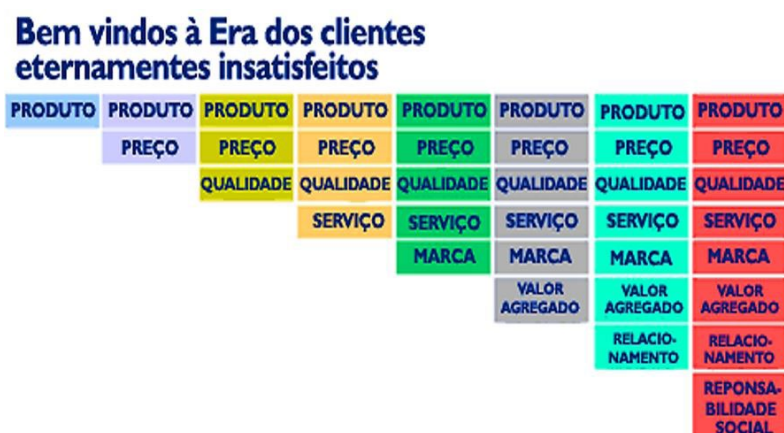 Bem vindos à Era dos clientes
eternamentes insatisfeitos
PRODUTO PRODUTO PRODUTO PRODUTO PRODUTO PRODUTO PRODUTO PRODUTO
PREÇO PREÇO PREÇO PREÇO PREÇO PREÇO PREÇO
QUALIDADE QUALIDADE QUALIDADE QUALIDADE QUALIDADE QUALIDADE
SERVIÇO SERVIÇO SERVIÇO SERVIÇO SERVIÇO
MARCA MARCA MARCA MARCA
VALOR VALOR VALOR
AGREGADO AGREGADO AGREGADO
RELACIO- RELACIO-
NAMENTO NAMENTO
REPONSA-
BILIDADE
SOCIAL